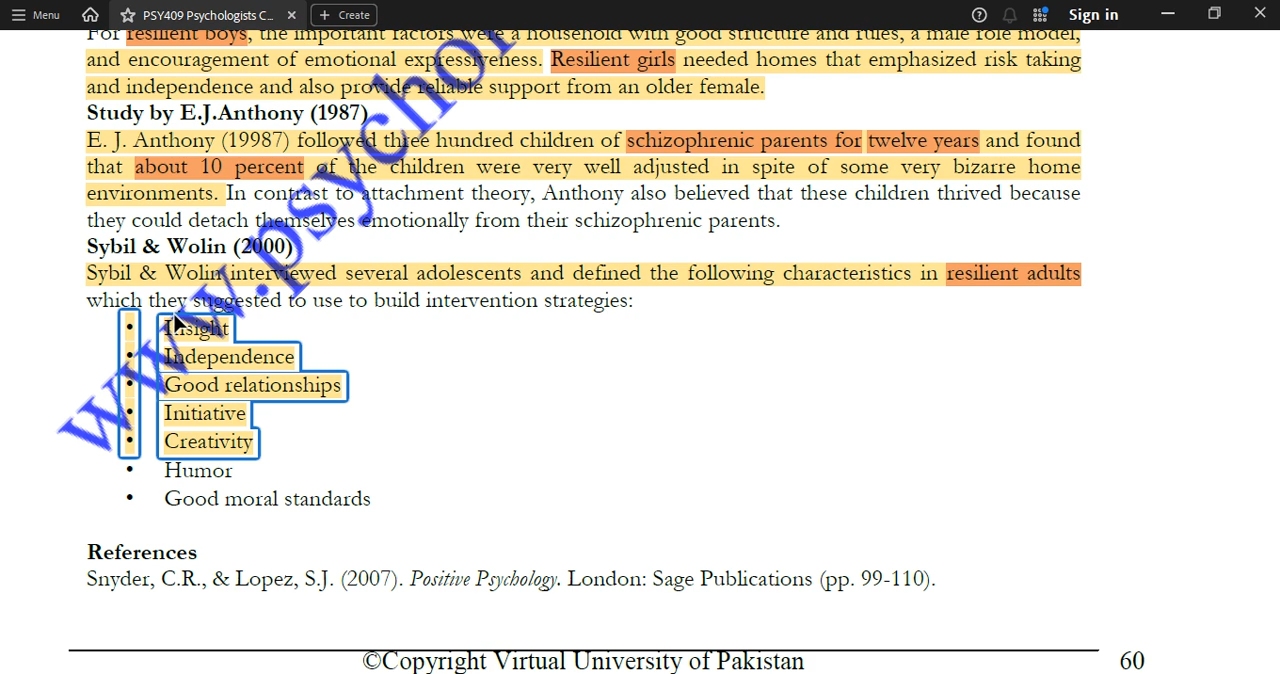 Menu PSY409 Psychologists C... × + Create Sign in
For resilient boys, the important factors were a household with good structure and rules, a male role model,
and encouragement of emotional expressiveness. Resilient girls needed homes that emphasized risk taking
and independence and also provide reliable support from an older female.
Study by E.J.Anthony (1987)
E. J. Anthony (19987) followed three hundred children of schizophrenic parents for twelve years and found
that about 10 percent of the children were very well adjusted in spite of some very bizarre home
environments. In contrast to attachment theory, Anthony also believed that these children thrived because
they could detach themselves emotionally from their schizophrenic parents.
Sybil & Wolin (2000)
Sybil & Wolin interviewed several adolescents and defined the following characteristics in resilient adults
which they suggested to use to build intervention strategies:
• Insight
• Independence
• Good relationships
• Initiative
• Creativity
• Humor
• Good moral standards
References
Snyder, C.R., & Lopez, S.J. (2007). Positive Psychology. London: Sage Publications (pp. 99-110).
©Copyright Virtual University of Pakistan 60
www.psychol